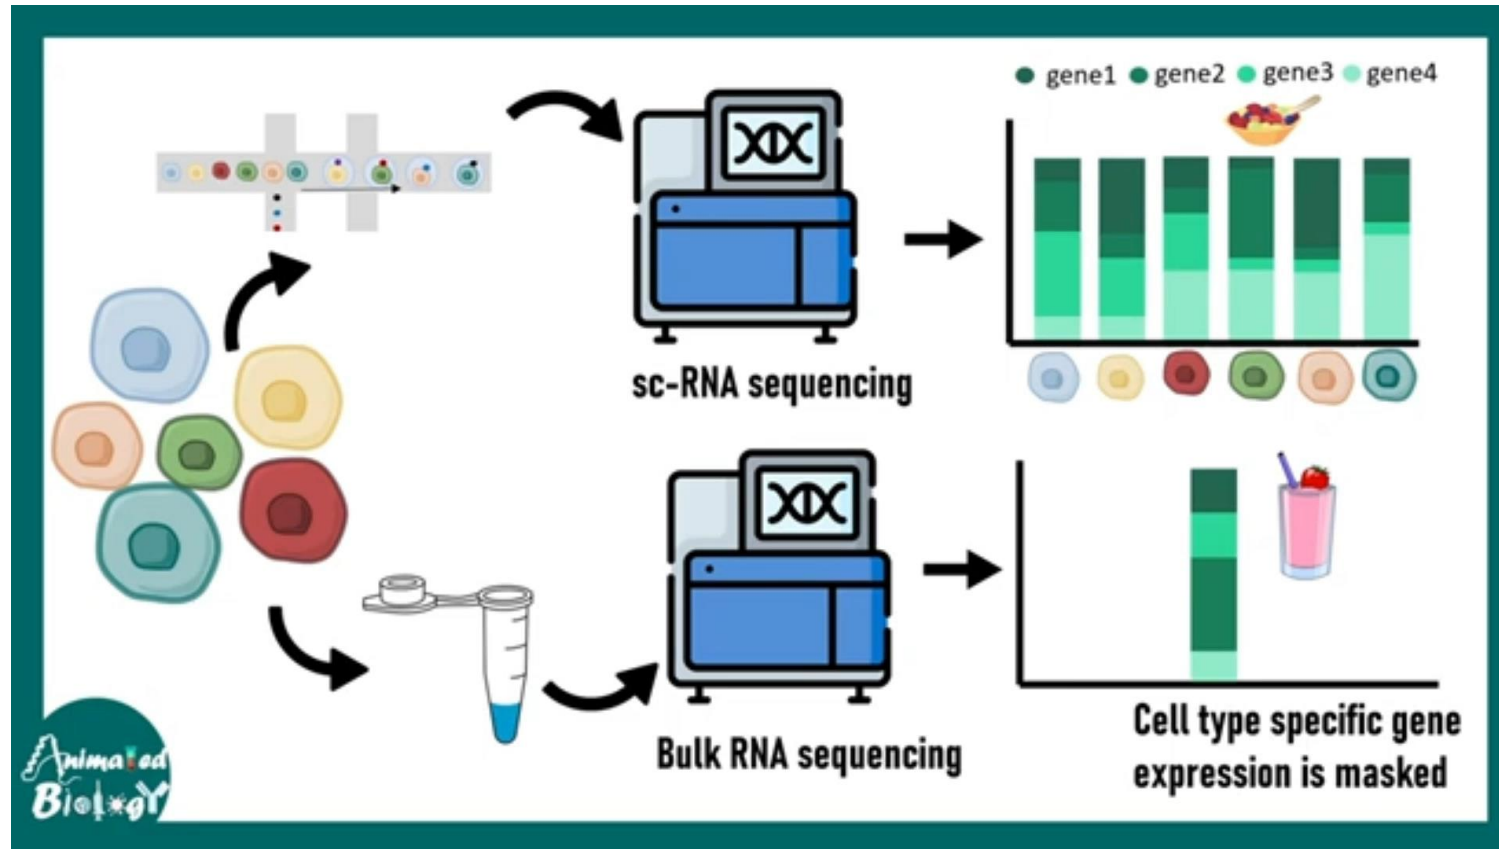 gene1 gene2 gene3 gene4
sc-RNA sequencing
Bulk RNA sequencing
Cell type specific gene
expression is masked
Animated
Biology